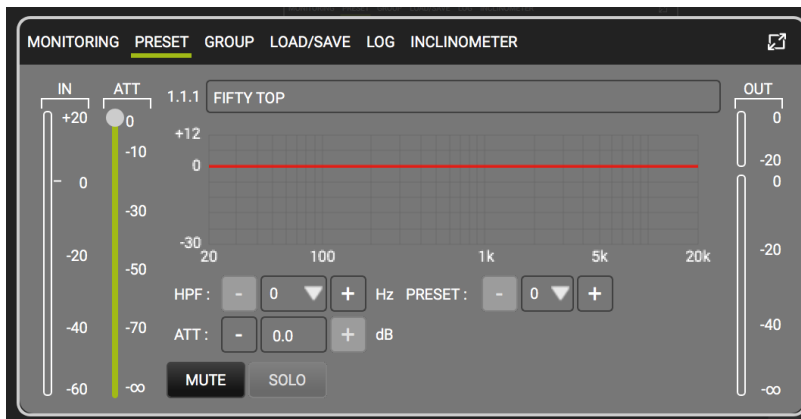 MONITORING PRESET GROUP LOAD/SAVE LOG INCLINOMETER
IN ATT 1.1.1 FIFTY TOP OUT
+20 0 +12 0
0 -10 0 -20
-20 -30 -30 0
-40 -50 20 100 1k 5k 20k -20
-60 -70 HPF : - 0 + Hz PRESET : - 0 + -40
-∞ ATT : - 0.0 + dB -∞
MUTE SOLO